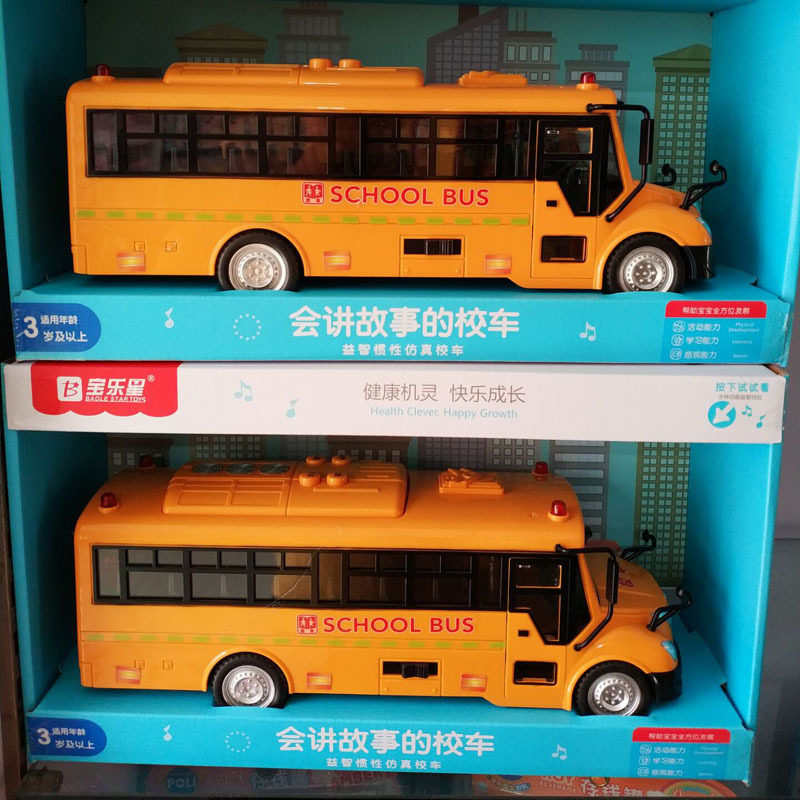 SCHOOL BUS
3 适用年龄
岁及以上
会讲故事的校车
益智惯性仿真校车
帮助宝宝全方位发展
活动能力 Physical Development
学习能力 Learning
感观能力 Senses
B 宝乐星®
BAOLE STAR TOYS
健康机灵 快乐成长
Health Clever, Happy Growth
按下试试看
SCHOOL BUS
3 适用年龄
岁及以上
会讲故事的校车
益智惯性仿真校车
帮助宝宝全方位发展
活动能力
学习能力
感观能力
POLI
BEVERAGE